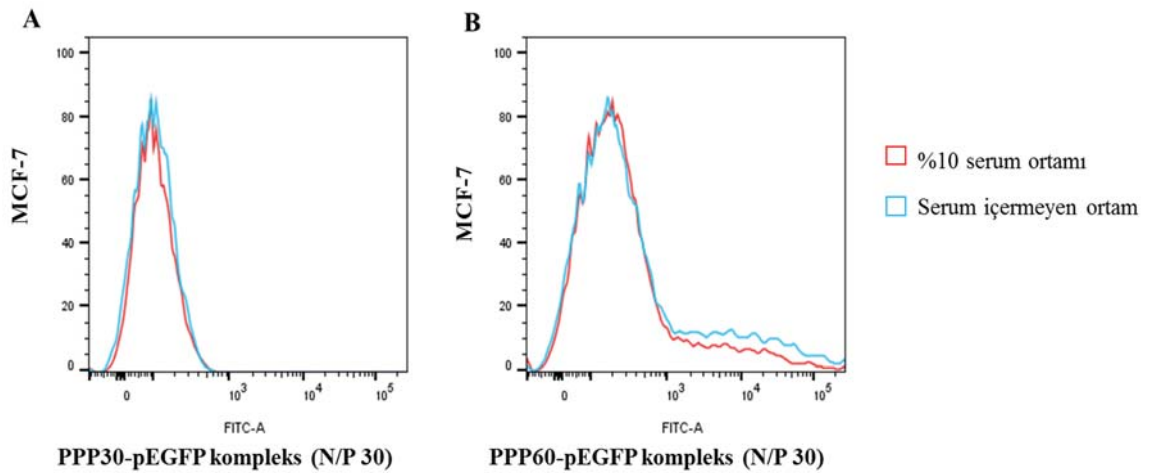 A
100
80
60
40
20
0
MCF-7
0 10³ 10⁴ 10⁵
FITC-A
PPP30-pEGFP kompleks (N/P 30)
B
100
80
60
40
20
0
MCF-7
0 10³ 10⁴ 10⁵
FITC-A
PPP60-pEGFP kompleks (N/P 30)
%10 serum ortamı
Serum içermeyen ortam